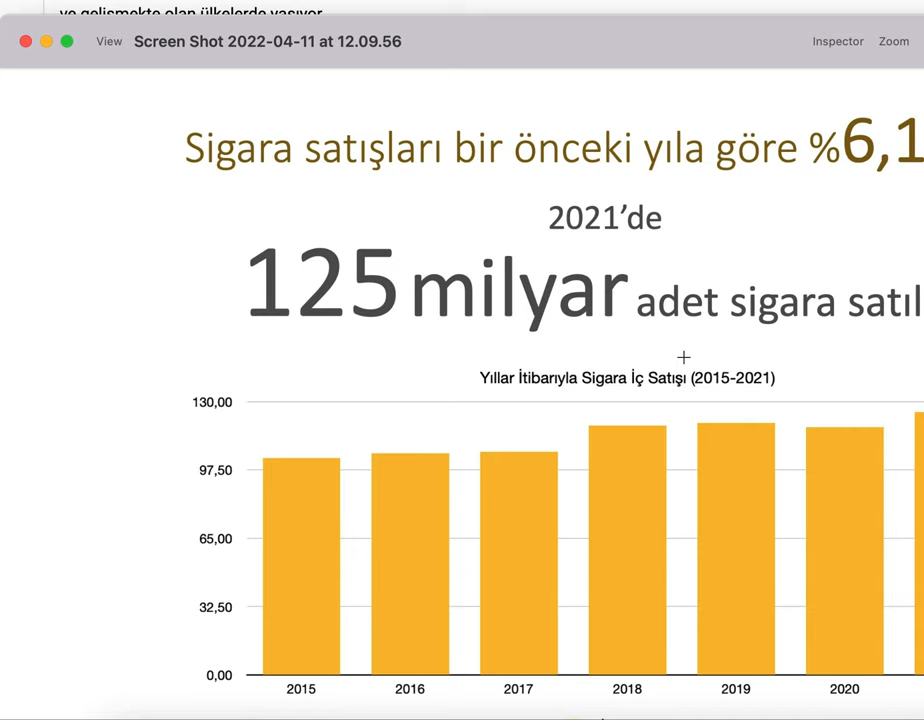 View Screen Shot 2022-04-11 at 12.09.56 Inspector Zoom
Sigara satışları bir önceki yıla göre %6,1
2021’de
125 milyar adet sigara
Yıllar İtibarıyla Sigara İç Satışı (2015-2021)
130,00
97,50
65,00
32,50
0,00
2015 2016 2017 2018 2019 2020